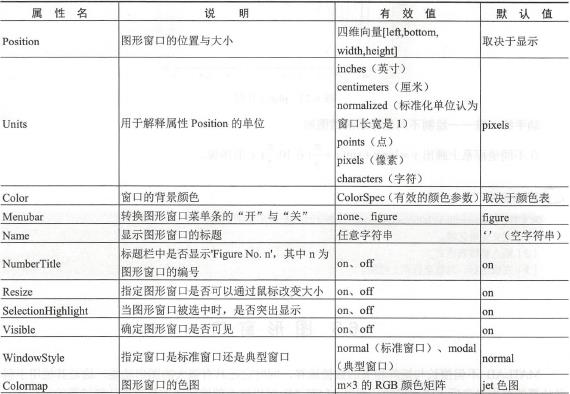 属 性 名 说 明 有 效 值 默 认 值
Position 图形窗口的位置与大小 四维向量[left,bottom, 取决于显示
width,height]
Units 用于解释属性 Position 的单位 inches（英寸） pixels
centimeters（厘米）
normalized（标准化单位认为
窗口长宽是 1）
points（点）
pixels（像素）
characters（字符）
Color 窗口的背景颜色 ColorSpec（有效的颜色参数） 取决于颜色表
Menubar 转换图形窗口菜单条的“开”与“关” none、figure figure
Name 显示图形窗口的标题 任意字符串 ‘’（空字符串）
NumberTitle 标题栏中是否显示'Figure No. n'，其中 n 为 on、off on
图形窗口的编号
Resize 指定图形窗口是否可以通过鼠标改变大小 on、off on
SelectionHighlight 当图形窗口被选中时，是否突出显示 on、off on
Visible 确定图形窗口是否可见 on、off on
WindowStyle 指定窗口是标准窗口还是典型窗口 normal（标准窗口）、modal normal
（典型窗口）
Colormap 图形窗口的色图 m×3 的 RGB 颜色矩阵 jet 色图